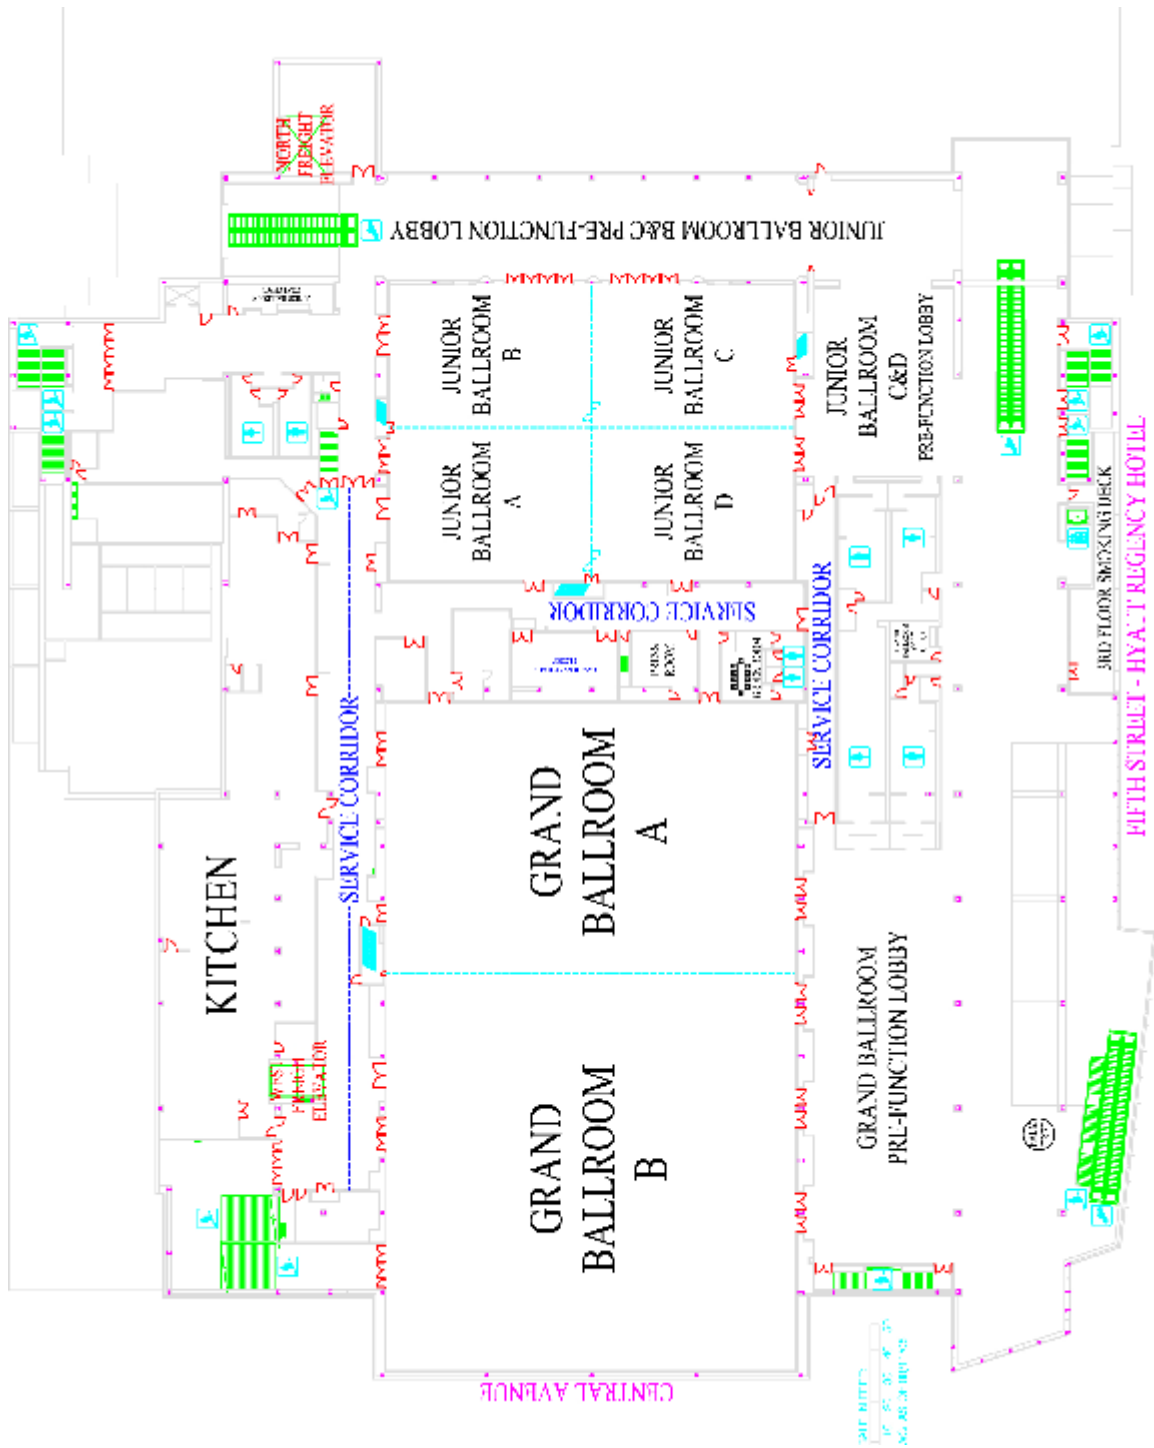 NORTH
FREIGHT
ELEVATOR
JUNIOR BALLROOM B&C PRE-FUNCTION LOBBY
JUNIOR
BALLROOM
B
JUNIOR
BALLROOM
C
JUNIOR
BALLROOM
C&D
PRE-FUNCTION LOBBY
JUNIOR
BALLROOM
A
JUNIOR
BALLROOM
D
SERVICE CORRIDOR
PRESS
ROOM
SERVICE CORRIDOR
SERVICE CORRIDOR
3RD FLOOR SMOKING DECK
FIFTH STREET - HYATT REGENCY HOTEL
KITCHEN
GRAND
BALLROOM
A
GRAND BALLROOM
PRE-FUNCTION LOBBY
WEST
FREIGH
ELEVATOR
GRAND
BALLROOM
B
CENTRAL AVENUE